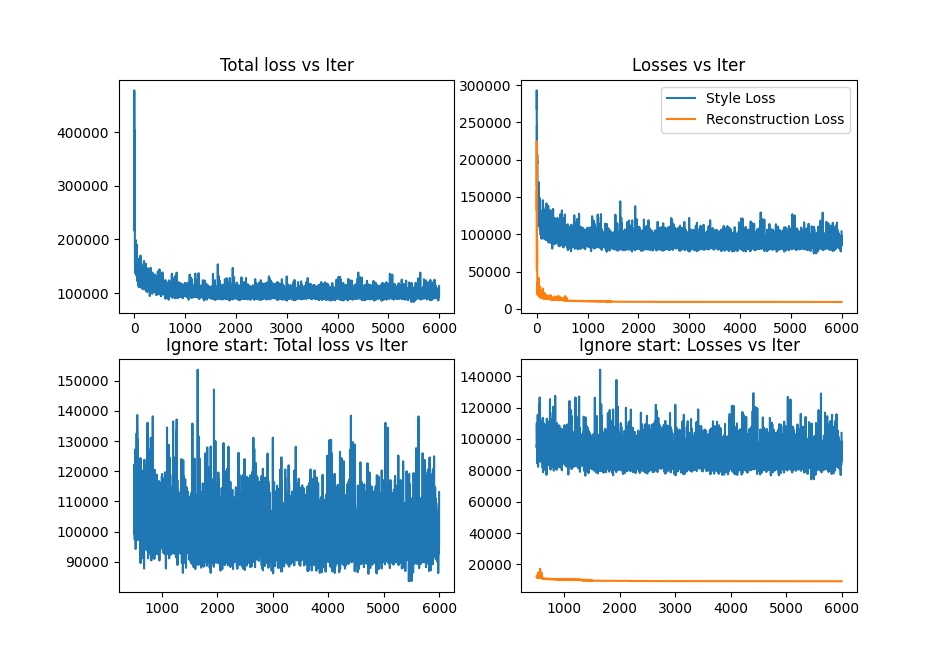 Total loss vs Iter
400000
300000
200000
100000
0 1000 2000 3000 4000 5000 6000
Losses vs Iter
300000
250000
200000
150000
100000
50000
0
Style Loss
Reconstruction Loss
0 1000 2000 3000 4000 5000 6000
Ignore start: Total loss vs Iter
150000
140000
130000
120000
110000
100000
90000
1000 2000 3000 4000 5000 6000
Ignore start: Losses vs Iter
140000
120000
100000
80000
60000
40000
20000
1000 2000 3000 4000 5000 6000